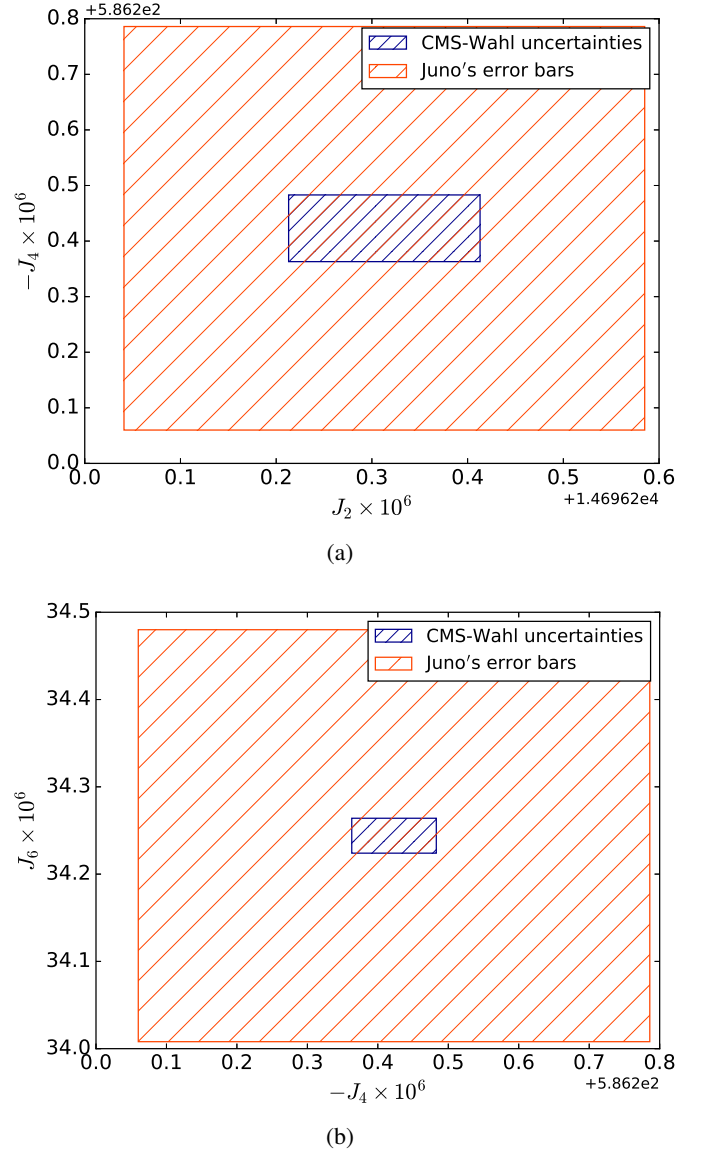 +5.862e2
0.8
CMS-Wahl uncertainties
Juno′s error bars
0.7
0.6
0.5
−J4 × 10^6
0.4
0.3
0.2
0.1
0.0
0.0 0.1 0.2 0.3 0.4 0.5 0.6
+1.46962e4
J2 × 10^6
(a)
34.5
CMS-Wahl uncertainties
Juno′s error bars
34.4
34.3
J6 × 10^6
34.2
34.1
34.0
0.0 0.1 0.2 0.3 0.4 0.5 0.6 0.7 0.8
+5.862e2
−J4 × 10^6
(b)